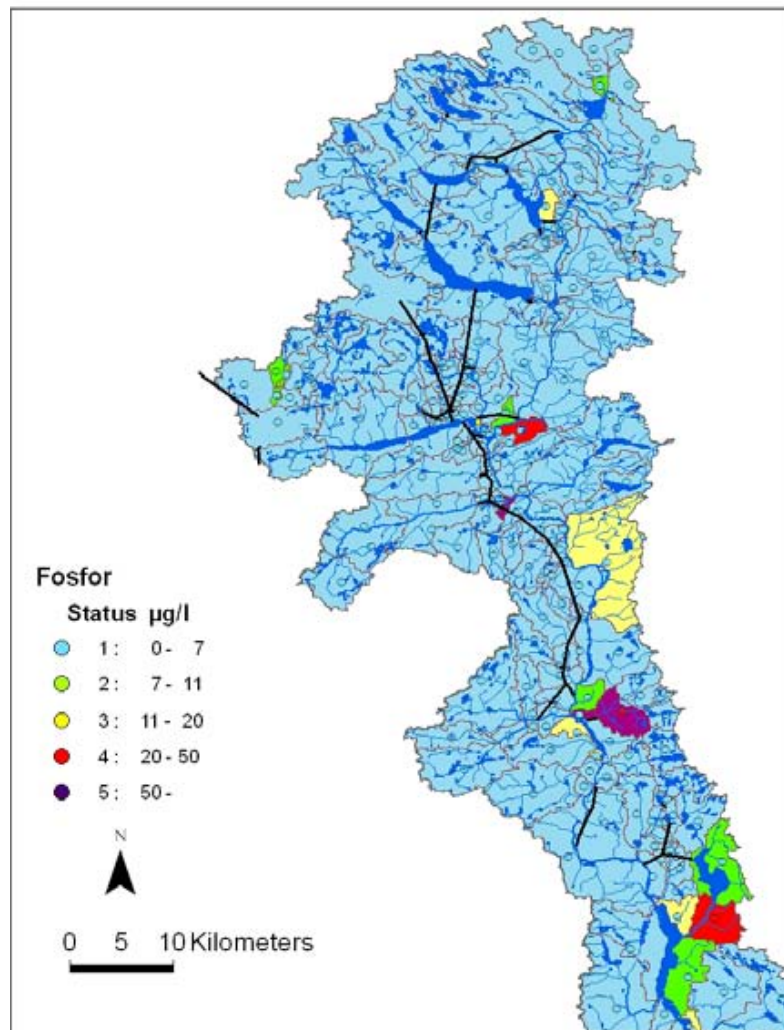 Fosfor
Status µg/l
1 : 0 - 7
2 : 7 - 11
3 : 11 - 20
4 : 20 - 50
5 : 50 -
N
0 5 10 Kilometers